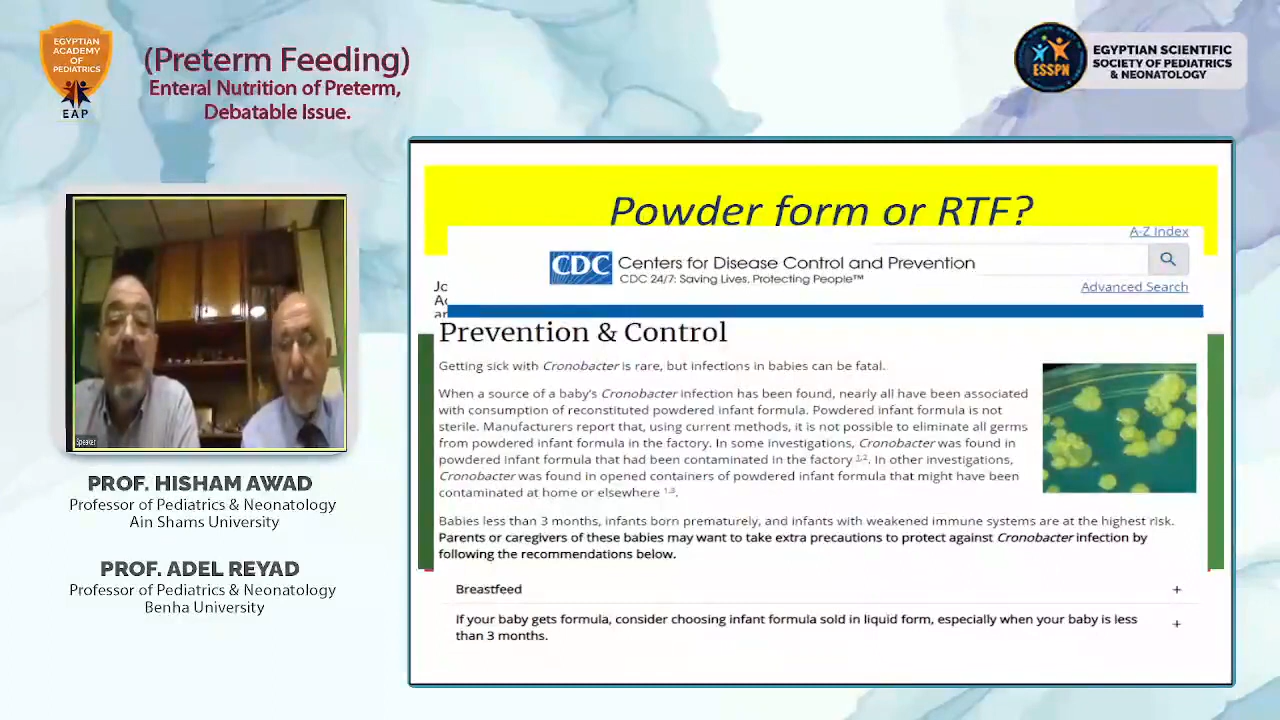 EGYPTIAN
ACADEMY
OF
PEDIATRICS
EAP
(Preterm Feeding)
Enteral Nutrition of Preterm,
Debatable Issue.
ESSPN
EGYPTIAN SCIENTIFIC
SOCIETY OF PEDIATRICS
& NEONATOLOGY
Speaker
PROF. HISHAM AWAD
Professor of Pediatrics & Neonatology
Ain Shams University
PROF. ADEL REYAD
Professor of Pediatrics & Neonatology
Benha University
Powder form or RTF?
A-Z Index
CDC Centers for Disease Control and Prevention
CDC 24/7: Saving Lives, Protecting People™
Advanced Search
Prevention & Control
Getting sick with Cronobacter is rare, but infections in babies can be fatal.
When a source of a baby's Cronobacter infection has been found, nearly all have been associated
with consumption of reconstituted powdered infant formula. Powdered infant formula is not
sterile. Manufacturers report that, using current methods, it is not possible to eliminate all germs
from powdered infant formula in the factory. In some investigations, Cronobacter was found in
powdered infant formula that had been contaminated in the factory 1,2. In other investigations,
Cronobacter was found in opened containers of powdered infant formula that might have been
contaminated at home or elsewhere 1,3.
Babies less than 3 months, infants born prematurely, and infants with weakened immune systems are at the highest risk.
Parents or caregivers of these babies may want to take extra precautions to protect against Cronobacter infection by
following the recommendations below.
Breastfeed +
If your baby gets formula, consider choosing infant formula sold in liquid form, especially when your baby is less +
than 3 months.